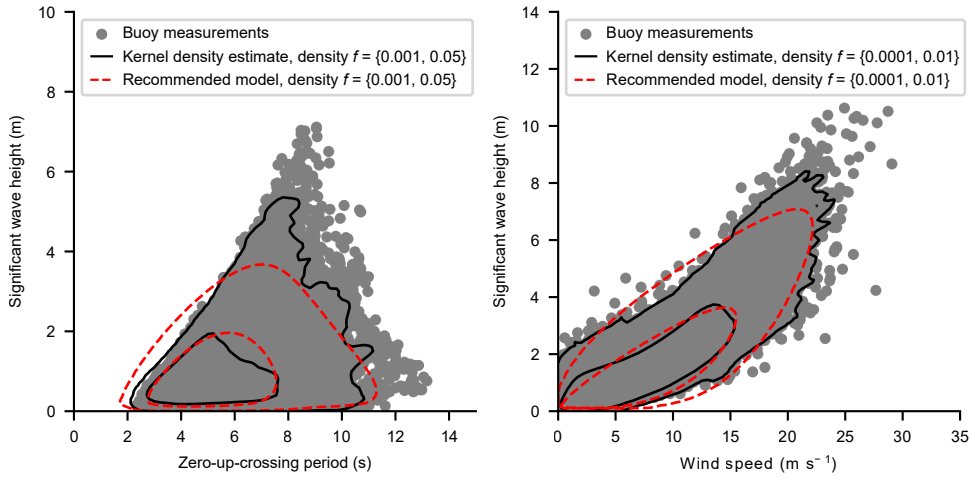 10
8
6
4
2
0
Significant wave height (m)
Buoy measurements
Kernel density estimate, density f = {0.001, 0.05}
Recommended model, density f = {0.001, 0.05}
0 2 4 6 8 10 12 14
Zero-up-crossing period (s)
14
12
10
8
6
4
2
0
Significant wave height (m)
Buoy measurements
Kernel density estimate, density f = {0.0001, 0.01}
Recommended model, density f = {0.0001, 0.01}
0 5 10 15 20 25 30 35
Wind speed (m s⁻¹)